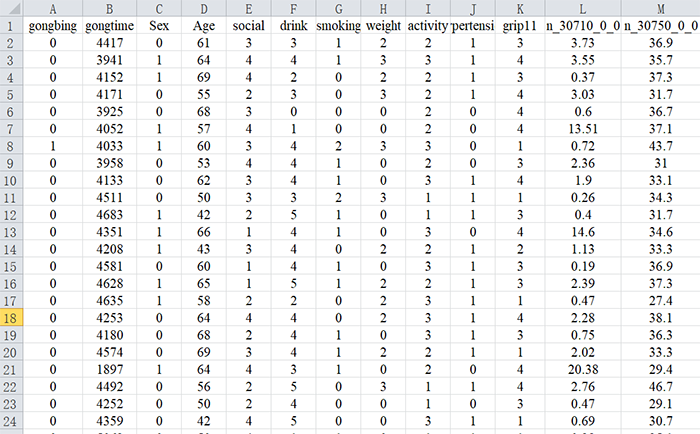 A B C D E F G H I J K L M
1 gongbing gongtime Sex Age social drink smoking weight activity pertensi grip11 n_30710_0_0 n_30750_0_0
2 0 4417 0 61 3 3 1 2 2 1 3 3.73 36.9
3 0 3941 1 64 4 4 1 3 3 1 4 3.55 35.7
4 0 4152 1 69 4 2 0 2 2 1 3 0.37 37.3
5 0 4171 0 55 2 3 0 3 2 1 4 3.03 31.7
6 0 3925 0 68 3 0 0 0 2 0 4 0.6 36.7
7 0 4052 1 57 4 1 0 0 2 0 4 13.51 37.1
8 1 4033 1 60 3 4 2 3 3 0 1 0.72 43.7
9 0 3958 0 53 4 4 1 0 2 0 3 2.36 31
10 0 4133 0 62 3 4 1 0 3 1 4 1.9 33.1
11 0 4511 0 50 3 3 2 3 1 1 1 0.26 34.3
12 0 4683 1 42 2 5 1 0 1 1 3 0.4 31.7
13 0 4351 1 66 1 4 1 0 3 0 4 14.6 34.6
14 0 4208 1 43 3 4 0 2 2 1 2 1.13 33.3
15 0 4581 0 60 1 4 1 0 3 1 3 0.19 36.9
16 0 4628 1 65 1 5 1 2 2 1 3 2.39 37.3
17 0 4635 1 58 2 2 0 2 3 1 1 0.47 27.4
18 0 4253 0 64 4 4 0 2 3 1 4 2.28 38.1
19 0 4180 0 68 2 4 1 0 3 1 3 0.75 36.3
20 0 4574 0 69 3 4 1 2 2 1 1 2.02 33.3
21 0 1897 1 64 4 3 1 0 2 0 4 20.38 29.4
22 0 4492 0 56 2 5 0 3 1 1 4 2.76 46.7
23 0 4252 0 50 2 4 0 0 1 0 3 0.47 29.1
24 0 4359 0 42 4 5 0 0 3 1 1 0.69 30.7